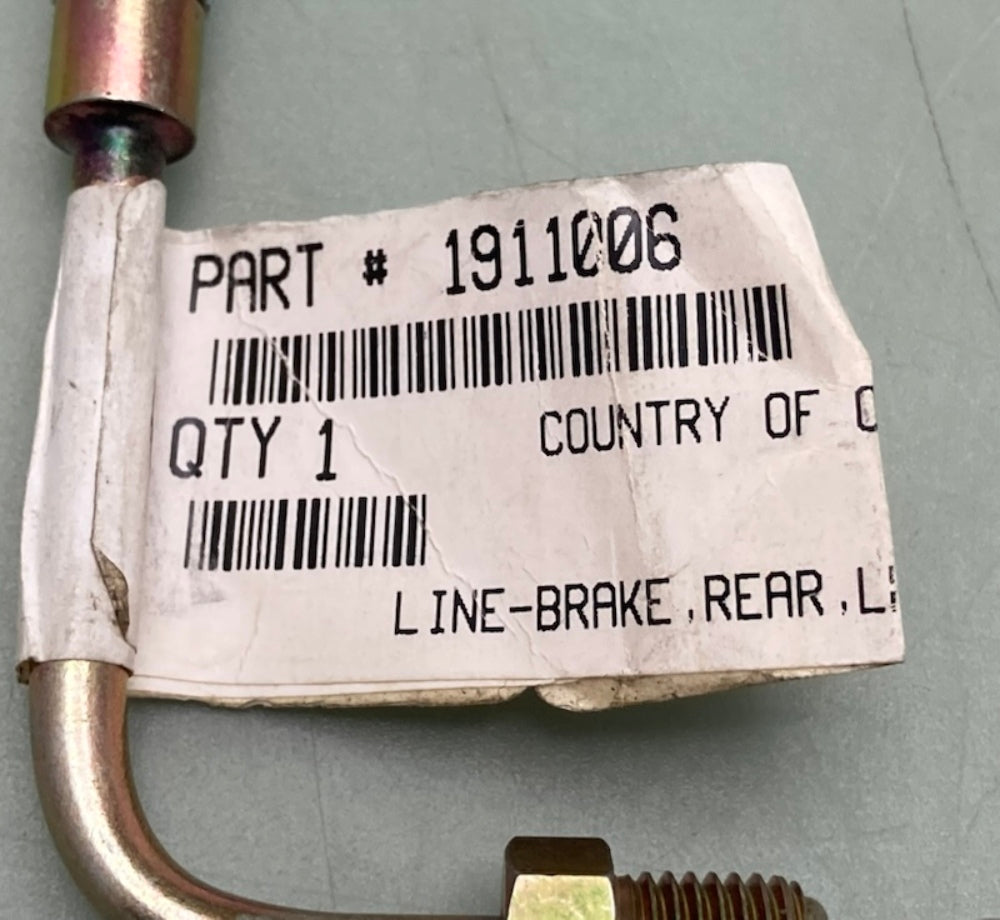 PART # 1911006
QTY 1
COUNTRY OF
LINE-BRAKE,REAR,L